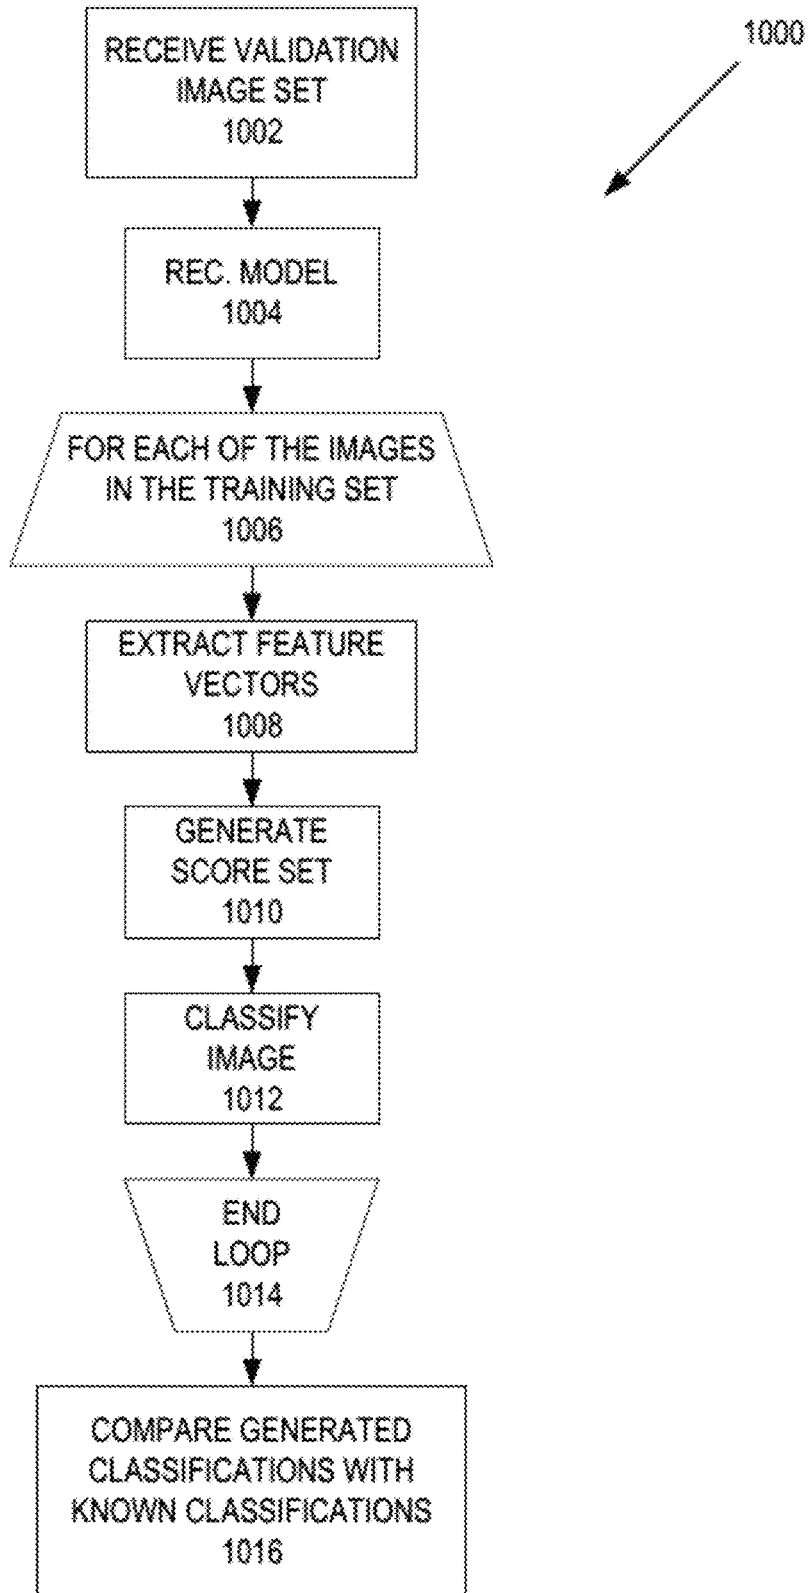 1000
RECEIVE VALIDATION
IMAGE SET
1002
REC. MODEL
1004
FOR EACH OF THE IMAGES
IN THE TRAINING SET
1006
EXTRACT FEATURE
VECTORS
1008
GENERATE
SCORE SET
1010
CLASSIFY
IMAGE
1012
END
LOOP
1014
COMPARE GENERATED
CLASSIFICATIONS WITH
KNOWN CLASSIFICATIONS
1016